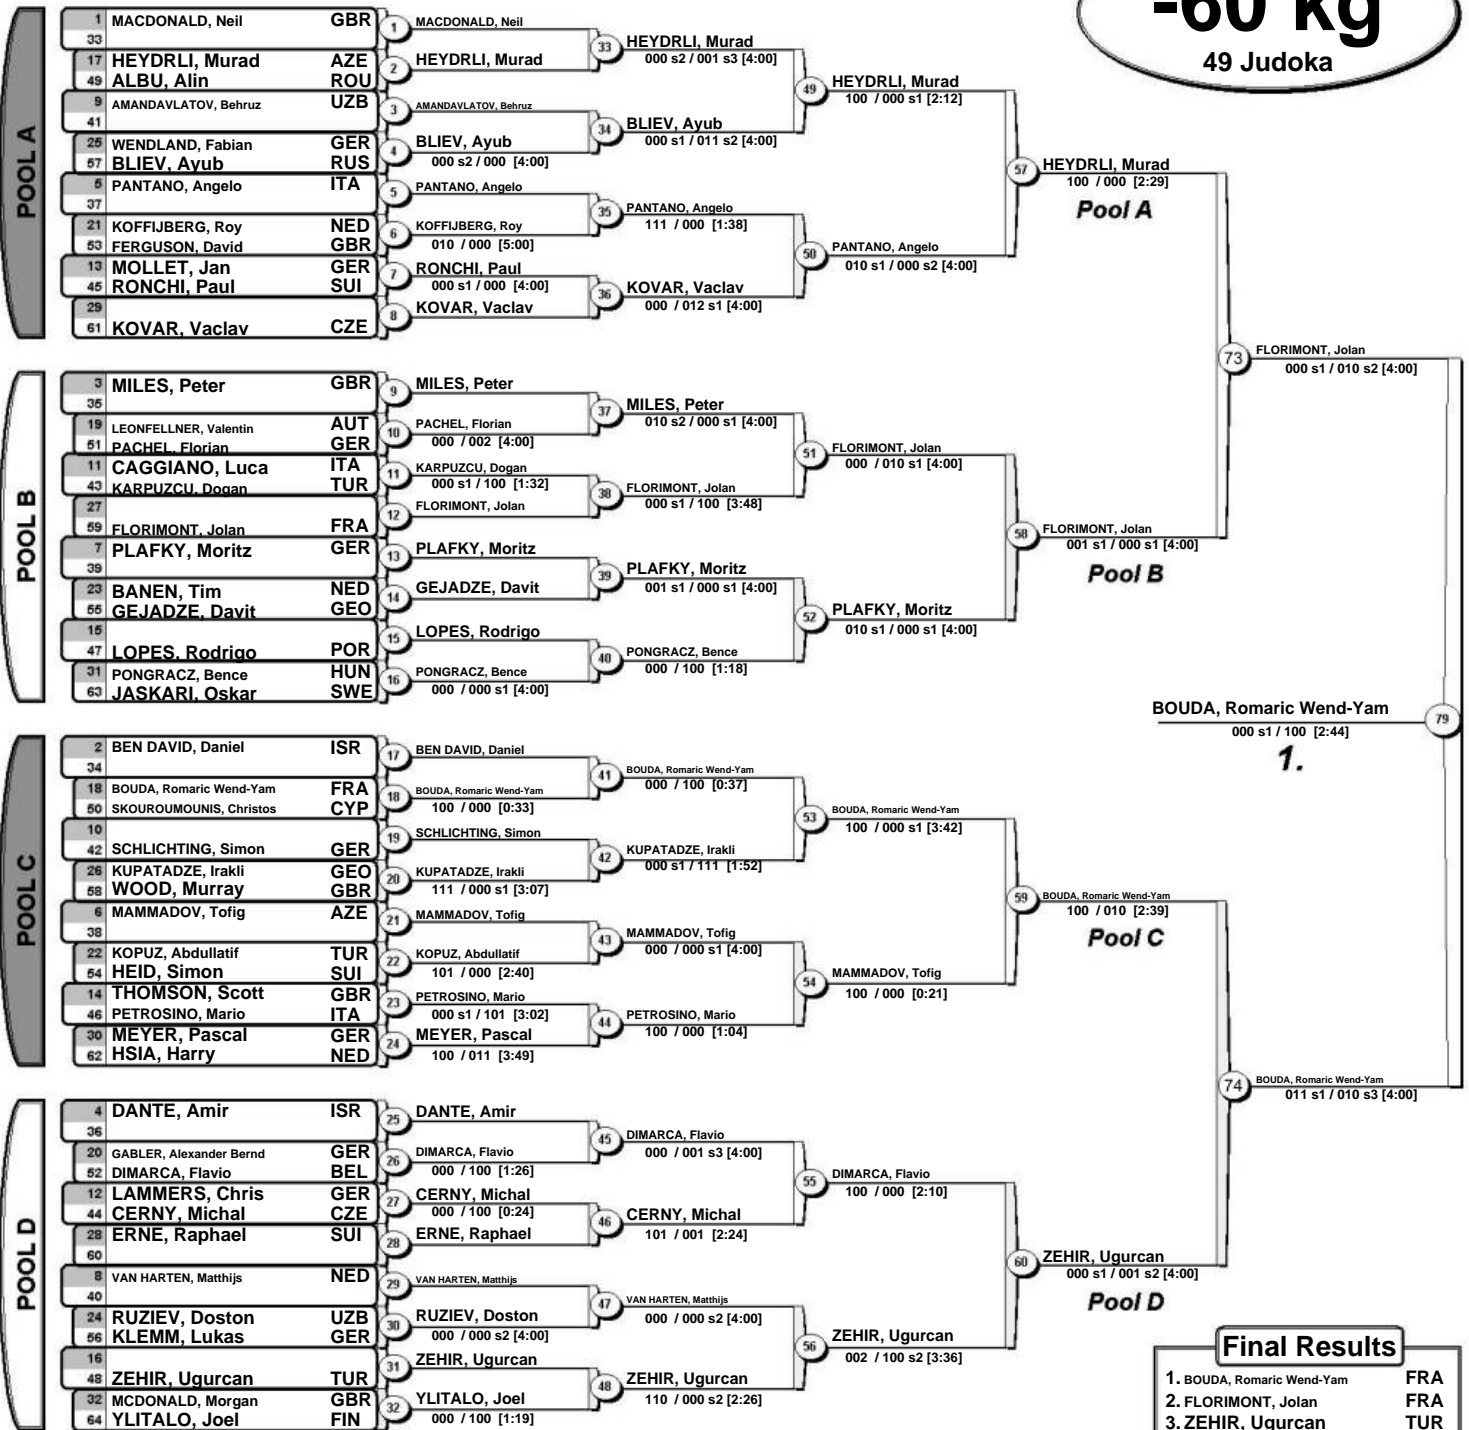 -60 kg
49 Judoka
POOL A
1 MACDONALD, Neil GBR
33
17 HEYDRLI, Murad AZE
49 ALBU, Alin ROU
9 AMANDAVLATOV, Behruz UZB
41
25 WENDLAND, Fabian GER
57 BLIEV, Ayub RUS
5 PANTANO, Angelo ITA
37
21 KOFFIJBERG, Roy NED
53 FERGUSON, David GBR
13 MOLLET, Jan GER
45 RONCHI, Paul SUI
29
61 KOVAR, Vaclav CZE
1 MACDONALD, Neil
2 HEYDRLI, Murad
3 AMANDAVLATOV, Behruz
4 BLIEV, Ayub
000 s2 / 000 [4:00]
5 PANTANO, Angelo
6 KOFFIJBERG, Roy
010 / 000 [5:00]
7 RONCHI, Paul
000 s1 / 000 [4:00]
8 KOVAR, Vaclav
33 HEYDRLI, Murad
000 s2 / 001 s3 [4:00]
34 BLIEV, Ayub
000 s1 / 011 s2 [4:00]
35 PANTANO, Angelo
111 / 000 [1:38]
36 KOVAR, Vaclav
000 / 012 s1 [4:00]
49 HEYDRLI, Murad
100 / 000 s1 [2:12]
50 PANTANO, Angelo
010 s1 / 000 s2 [4:00]
57 HEYDRLI, Murad
100 / 000 [2:29]
Pool A
POOL B
3 MILES, Peter GBR
35
19 LEONFELLNER, Valentin AUT
51 PACHEL, Florian GER
11 CAGGIANO, Luca ITA
43 KARPUZCU, Dogan TUR
27
59 FLORIMONT, Jolan FRA
7 PLAFKY, Moritz GER
39
23 BANEN, Tim NED
55 GEJADZE, Davit GEO
15
47 LOPES, Rodrigo POR
31 PONGRACZ, Bence HUN
63 JASKARI, Oskar SWE
9 MILES, Peter
10 PACHEL, Florian
000 / 002 [4:00]
11 KARPUZCU, Dogan
000 s1 / 100 [1:32]
12 FLORIMONT, Jolan
13 PLAFKY, Moritz
14 GEJADZE, Davit
15 LOPES, Rodrigo
16 PONGRACZ, Bence
000 / 000 s1 [4:00]
37 MILES, Peter
010 s2 / 000 s1 [4:00]
38 FLORIMONT, Jolan
000 s1 / 100 [3:48]
39 PLAFKY, Moritz
001 s1 / 000 s1 [4:00]
40 PONGRACZ, Bence
000 / 100 [1:18]
51 FLORIMONT, Jolan
000 / 010 s1 [4:00]
52 PLAFKY, Moritz
010 s1 / 000 s1 [4:00]
58 FLORIMONT, Jolan
001 s1 / 000 s1 [4:00]
Pool B
73 FLORIMONT, Jolan
000 s1 / 010 s2 [4:00]
BOUDA, Romaric Wend-Yam 79
000 s1 / 100 [2:44]
1.
POOL C
2 BEN DAVID, Daniel ISR
34
18 BOUDA, Romaric Wend-Yam FRA
50 SKOUROUMOUNIS, Christos CYP
10
42 SCHLICHTING, Simon GER
26 KUPATADZE, Irakli GEO
58 WOOD, Murray GBR
6 MAMMADOV, Tofig AZE
38
22 KOPUZ, Abdullatif TUR
54 HEID, Simon SUI
14 THOMSON, Scott GBR
46 PETROSINO, Mario ITA
30 MEYER, Pascal GER
62 HSIA, Harry NED
17 BEN DAVID, Daniel
18 BOUDA, Romaric Wend-Yam
100 / 000 [0:33]
19 SCHLICHTING, Simon
20 KUPATADZE, Irakli
111 / 000 s1 [3:07]
21 MAMMADOV, Tofig
22 KOPUZ, Abdullatif
101 / 000 [2:40]
23 PETROSINO, Mario
000 s1 / 101 [3:02]
24 MEYER, Pascal
100 / 011 [3:49]
41 BOUDA, Romaric Wend-Yam
000 / 100 [0:37]
42 KUPATADZE, Irakli
000 s1 / 111 [1:52]
43 MAMMADOV, Tofig
000 / 000 s1 [4:00]
44 PETROSINO, Mario
100 / 000 [1:04]
53 BOUDA, Romaric Wend-Yam
100 / 000 s1 [3:42]
54 MAMMADOV, Tofig
100 / 000 [0:21]
59 BOUDA, Romaric Wend-Yam
100 / 010 [2:39]
Pool C
74 BOUDA, Romaric Wend-Yam
011 s1 / 010 s3 [4:00]
POOL D
4 DANTE, Amir ISR
36
20 GABLER, Alexander Bernd GER
52 DIMARCA, Flavio BEL
12 LAMMERS, Chris GER
44 CERNY, Michal CZE
28 ERNE, Raphael SUI
60
8 VAN HARTEN, Matthijs NED
40
24 RUZIEV, Doston UZB
56 KLEMM, Lukas GER
16
48 ZEHIR, Ugurcan TUR
32 MCDONALD, Morgan GBR
64 YLITALO, Joel FIN
25 DANTE, Amir
26 DIMARCA, Flavio
000 / 100 [1:26]
27 CERNY, Michal
000 / 100 [0:24]
28 ERNE, Raphael
29 VAN HARTEN, Matthijs
30 RUZIEV, Doston
000 / 000 s2 [4:00]
31 ZEHIR, Ugurcan
32 YLITALO, Joel
000 / 100 [1:19]
45 DIMARCA, Flavio
000 / 001 s3 [4:00]
46 CERNY, Michal
101 / 001 [2:24]
47 VAN HARTEN, Matthijs
000 / 000 s2 [4:00]
48 ZEHIR, Ugurcan
110 / 000 s2 [2:26]
55 DIMARCA, Flavio
100 / 000 [2:10]
56 ZEHIR, Ugurcan
002 / 100 s2 [3:36]
60 ZEHIR, Ugurcan
000 s1 / 001 s2 [4:00]
Pool D
Final Results
1. BOUDA, Romaric Wend-Yam FRA
2. FLORIMONT, Jolan FRA
3. ZEHIR, Ugurcan TUR